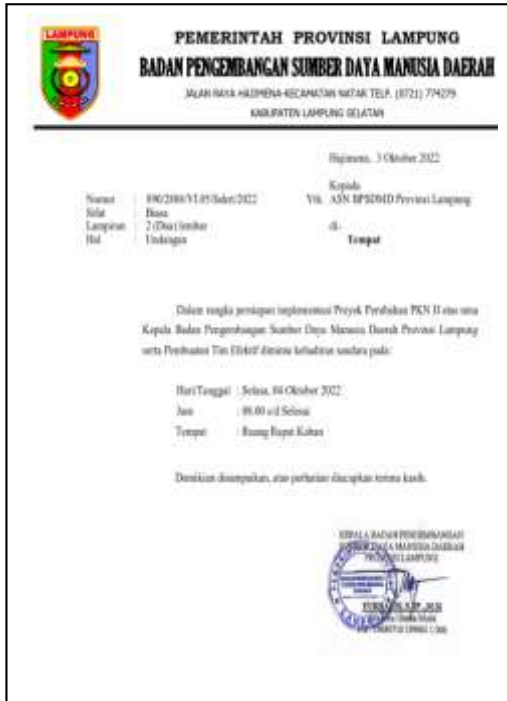 LAMPUNG
PEMERINTAH PROVINSI LAMPUNG
BADAN PENGEMBANGAN SUMBER DAYA MANUSIA DAERAH
JALAN RAYA HAJIMENA-KECAMATAN NATAR TELP. (0721) 774279
KABUPATEN LAMPUNG SELATAN
Hajimena, 3 Oktober 2022
Kepada
Nomor : /2022 Yth. ASN BPSDMD Provinsi Lampung
Sifat : Biasa
Lampiran : 2 (Dua) lembar di-
Hal : Undangan Tempat
Dalam rangka persiapan implementasi Proyek Perubahan PKN II atas nama
Kepala Badan Pengembangan Sumber Daya Manusia Daerah Provinsi Lampung
serta Pembuatan Tim Efektif diminta kehadiran saudara pada:
Hari/Tanggal : Selasa, 04 Oktober 2022
Jam : 08.00 s/d Selesai
Tempat : Ruang Rapat Kaban
Demikian disampaikan, atas perhatian diucapkan terima kasih.
KEPALA BADAN PENGEMBANGAN
SUMBER DAYA MANUSIA DAERAH
PROVINSI LAMPUNG